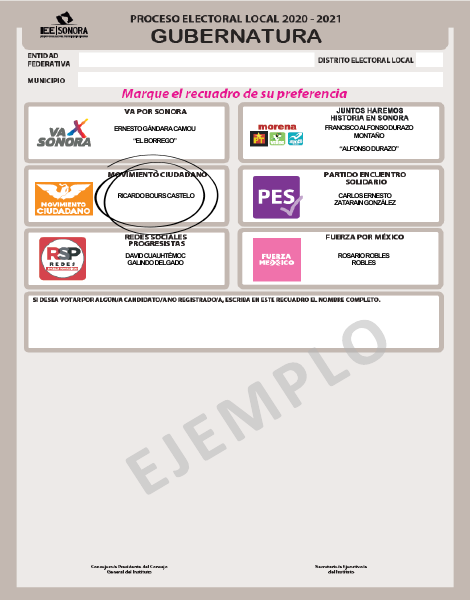 IEE SONORA
PROCESO ELECTORAL LOCAL 2020 - 2021
GUBERNATURA
ENTIDAD
FEDERATIVA
DISTRITO ELECTORAL LOCAL
MUNICIPIO
Marque el recuadro de su preferencia
VA X
SONORA
VA POR SONORA
ERNESTO GÁNDARA CAMOU
"EL BORREGO"
morena
JUNTOS HAREMOS
HISTORIA EN SONORA
FRANCISCO ALFONSO DURAZO
MONTAÑO
"ALFONSO DURAZO"
MOVIMIENTO
CIUDADANO
MOVIMIENTO CIUDADANO
RICARDO BOURS CASTELO
PES
PARTIDO ENCUENTRO
SOLIDARIO
CARLOS ERNESTO
ZATARAIN GONZÁLEZ
RSP
REDES
REDES SOCIALES
PROGRESISTAS
DAVID CUAUHTÉMOC
GALINDO DELGADO
FUERZA
MÉXICO
FUERZA POR MÉXICO
ROSARIO ROBLES
ROBLES
SI DESEA VOTAR POR ALGÚN/A CANDIDATO/A NO REGISTRADO/A, ESCRIBA EN ESTE RECUADRO EL NOMBRE COMPLETO.
EJEMPLO
Consejero/a Presidente del Consejo
General del Instituto
Secretario/a Ejecutivo/a
del Instituto